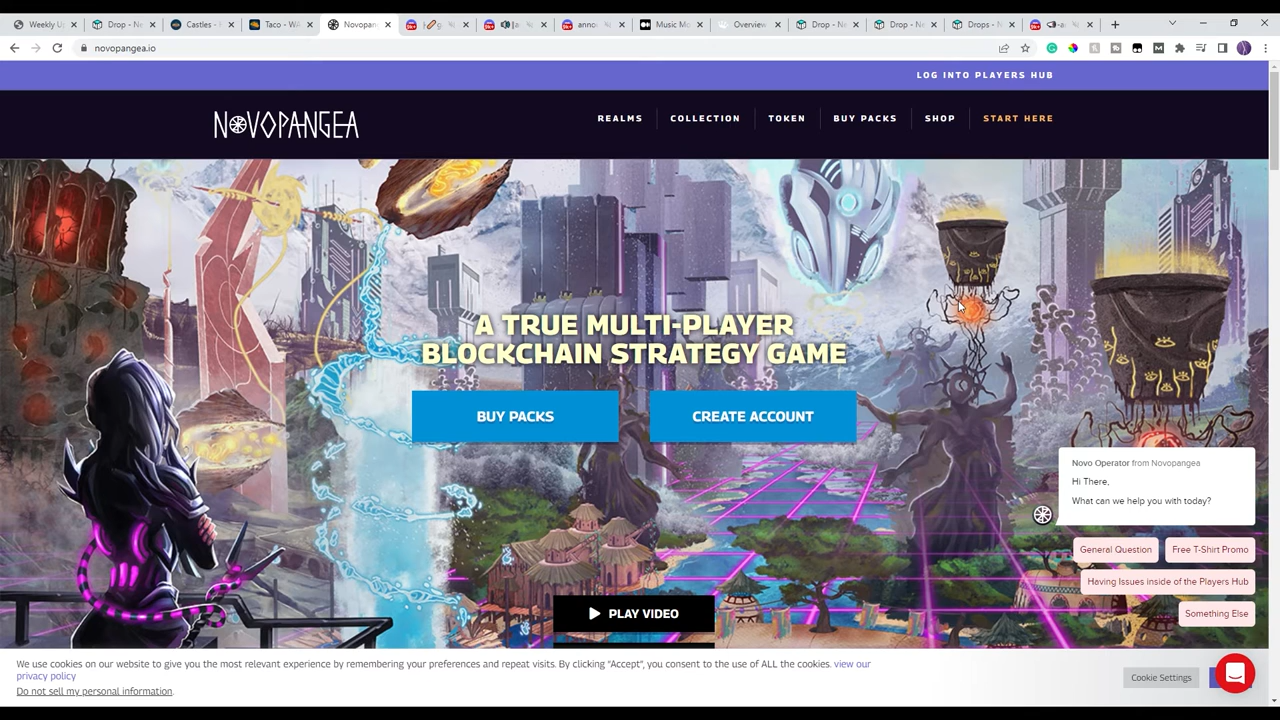 Weekly Up
Drop - Ne
Castles -
Taco - WA
Novopan
anno
Music Mo
Overview
Drop - Ne
Drop - Ne
Drops - N
novopangea.io
LOG INTO PLAYERS HUB
NOVOPANGEA
REALMS
COLLECTION
TOKEN
BUY PACKS
SHOP
START HERE
A TRUE MULTI-PLAYER
BLOCKCHAIN STRATEGY GAME
BUY PACKS
CREATE ACCOUNT
PLAY VIDEO
Novo Operator from Novopangea
Hi There,
What can we help you with today?
General Question
Free T-Shirt Promo
Having Issues inside of the Players Hub
Something Else
We use cookies on our website to give you the most relevant experience by remembering your preferences and repeat visits. By clicking “Accept”, you consent to the use of ALL the cookies. view our
privacy policy
Do not sell my personal information.
Cookie Settings